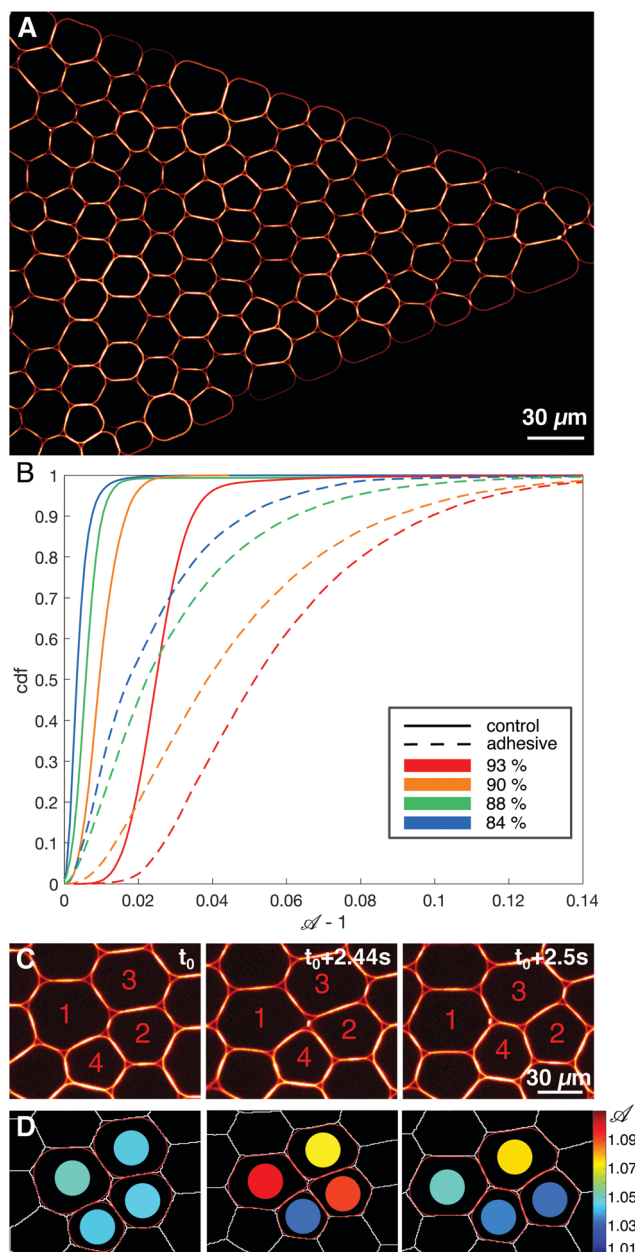 A
30 µm
B
1
0.9
0.8
0.7
0.6
0.5
0.4
0.3
0.2
0.1
0
cdf
control
adhesive
93 %
90 %
88 %
84 %
0 0.02 0.04 0.06 0.08 0.1 0.12 0.14
𝒜 - 1
C t₀ t₀+2.44s t₀+2.5s
3 3 3
1 2 1 2 1 2
4 4 4
30 µm
D 𝒜
1.09
1.05
1.03
1.01